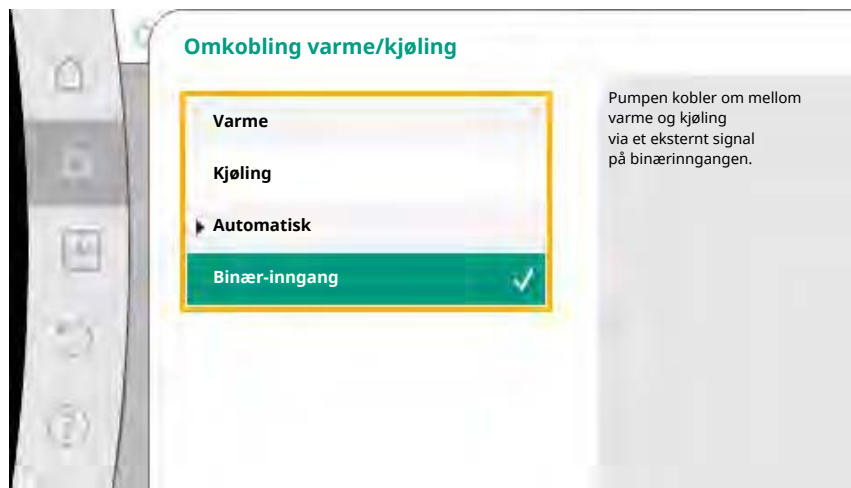 Omkobling varme/kjøling
Varme
Kjøling
Automatisk
Binær-inngang
Pumpen kobler om mellom
varme og kjøling
via et eksternt signal
på binærinngangen.